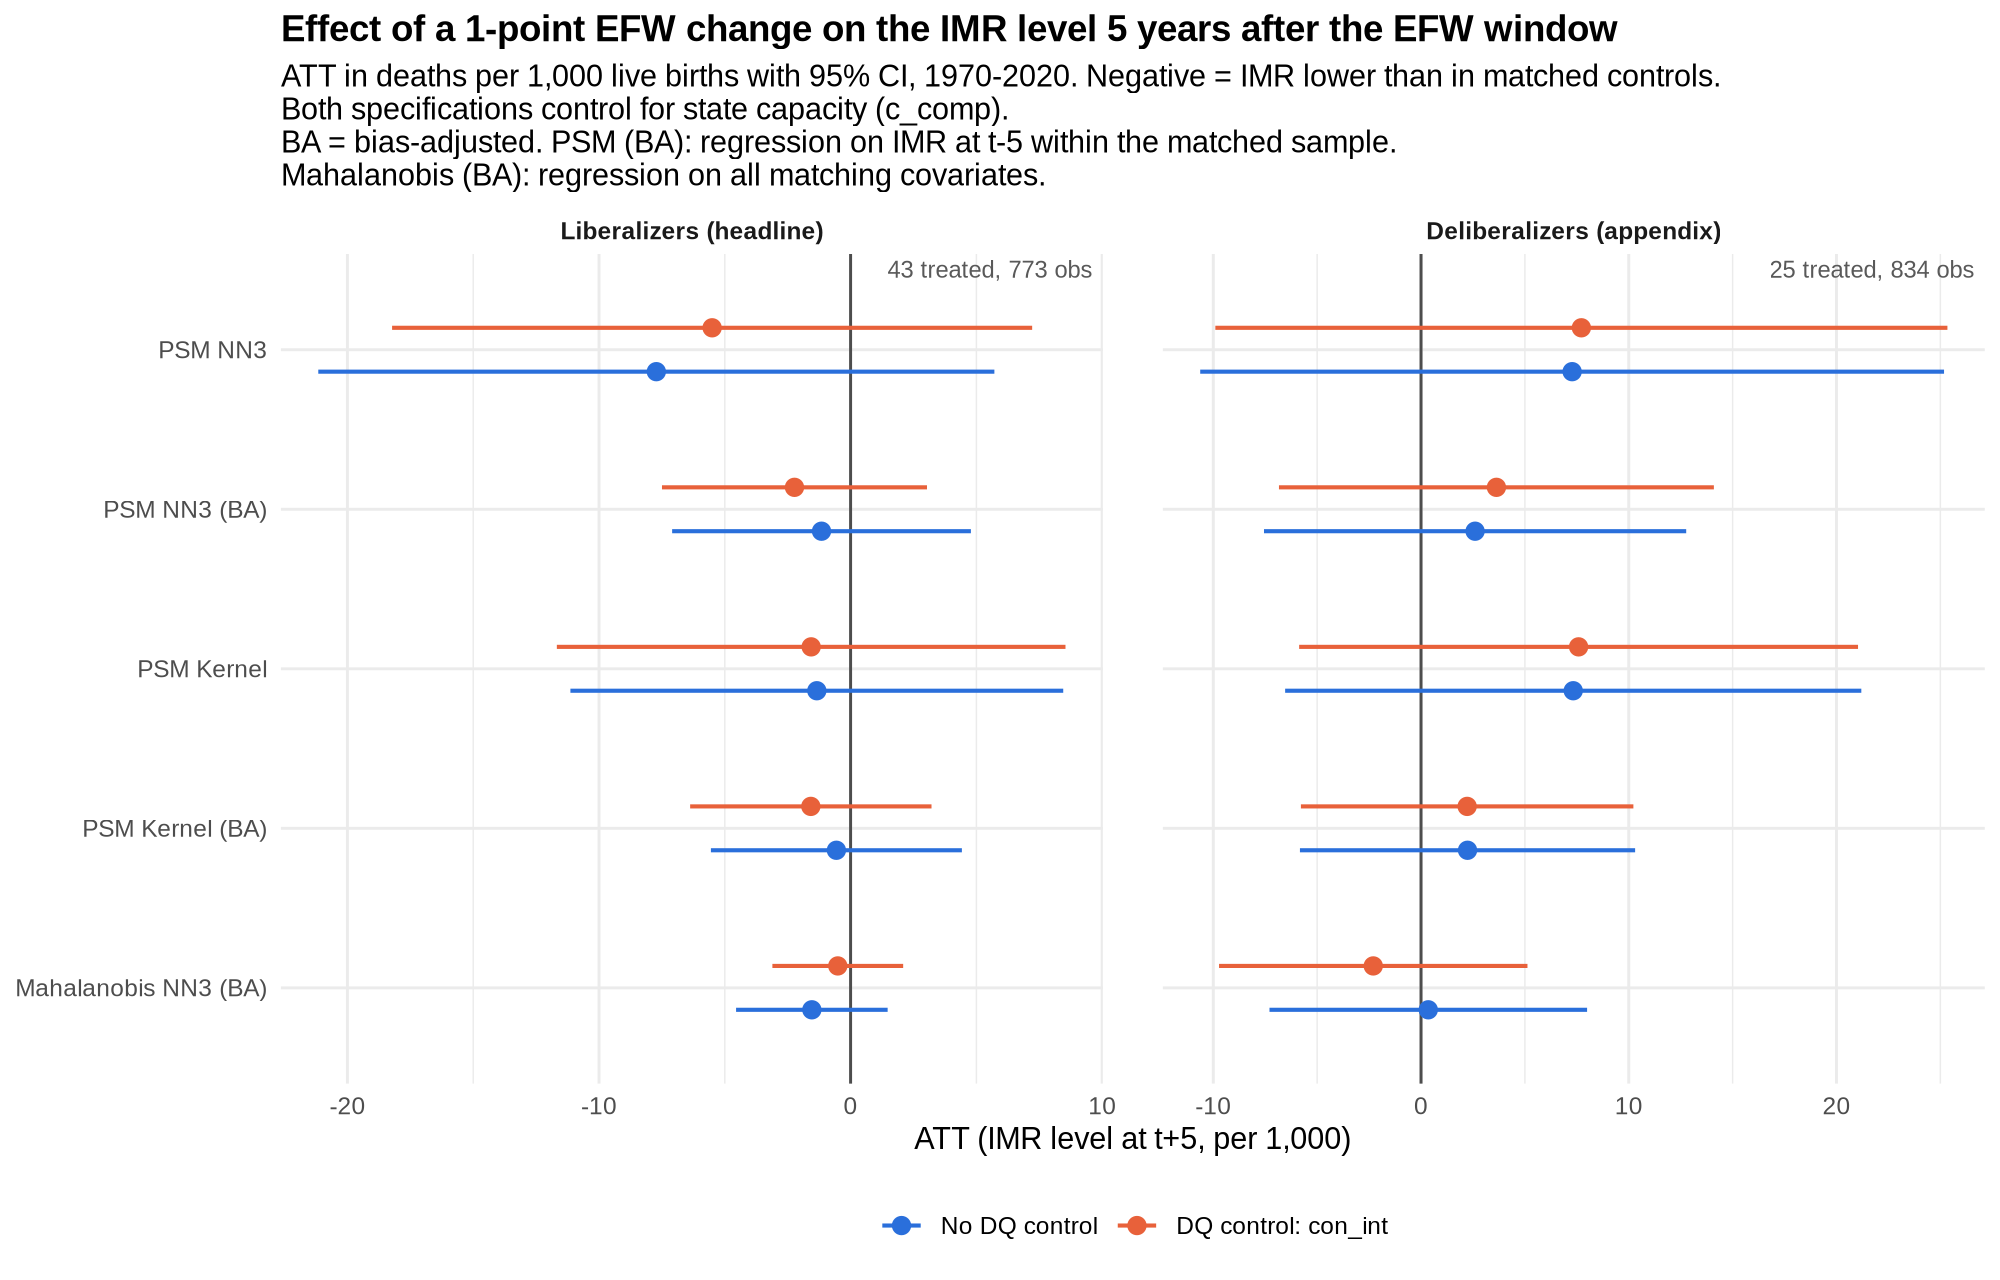 Effect of a 1-point EFW change on the IMR level 5 years after the EFW window
ATT in deaths per 1,000 live births with 95% CI, 1970-2020. Negative = IMR lower than in matched controls.
Both specifications control for state capacity (c_comp).
BA = bias-adjusted. PSM (BA): regression on IMR at t-5 within the matched sample.
Mahalanobis (BA): regression on all matching covariates.
Liberalizers (headline)
Deliberalizers (appendix)
43 treated, 773 obs
25 treated, 834 obs
PSM NN3
PSM NN3 (BA)
PSM Kernel
PSM Kernel (BA)
Mahalanobis NN3 (BA)
-20 -10 0 10
-10 0 10 20
ATT (IMR level at t+5, per 1,000)
No DQ control
DQ control: con_int